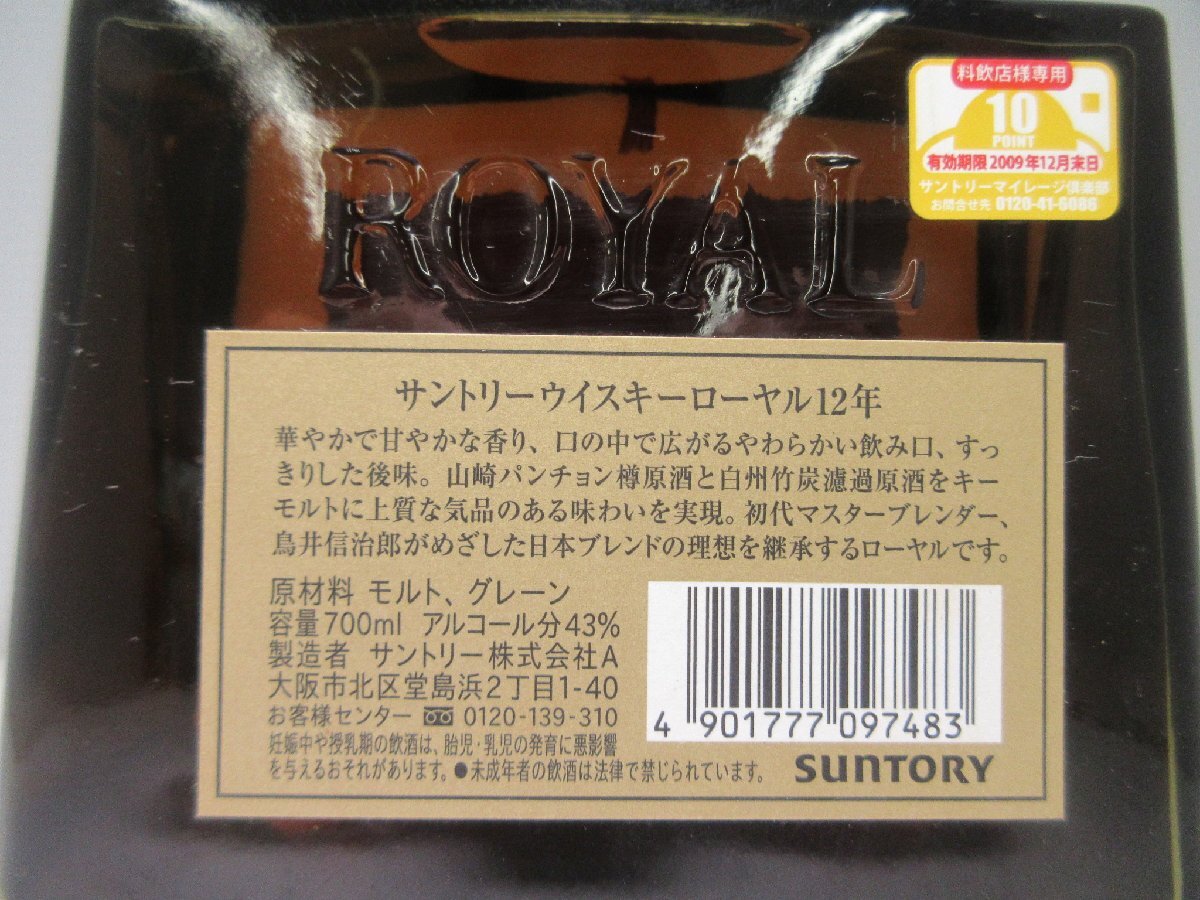 料飲店様専用
10
POINT
有効期限 2009年12月末日
サントリーマイレージ倶楽部
お問合せ先 0120-41-6086
ROYAL
サントリーウイスキーローヤル12年
華やかで甘やかな香り、口の中で広がるやわらかい飲み口、すっ
きりした後味。山崎パンチョン樽原酒と白州竹炭濾過原酒をキー
モルトに上質な気品のある味わいを実現。初代マスターブレンダー、
鳥井信治郎がめざした日本ブレンドの理想を継承するローヤルです。
原材料 モルト、グレーン
容量700ml アルコール分43%
製造者 サントリー株式会社A
大阪市北区堂島浜2丁目1-40
お客様センター 0120-139-310
妊娠中や授乳期の飲酒は、胎児・乳児の発育に悪影響
を与えるおそれがあります。●未成年者の飲酒は法律で禁じられています。
4 901777 097483
SUNTORY